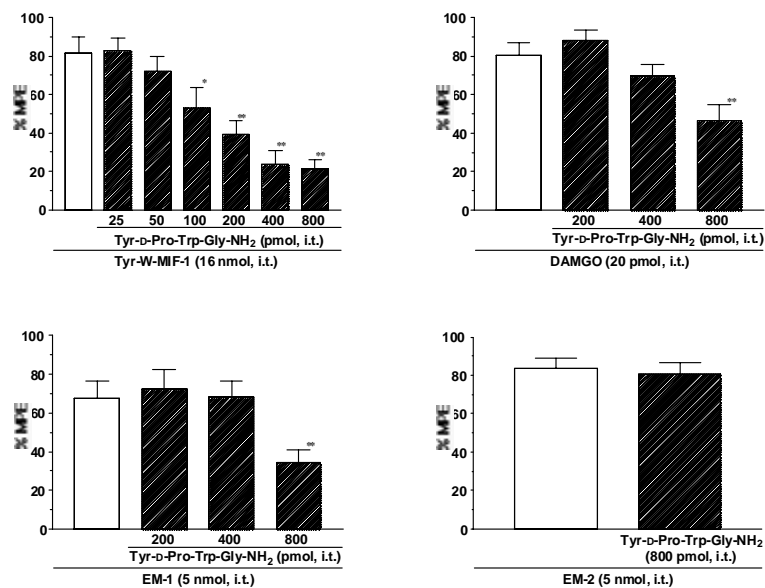 100
80
60
40
20
0
% MPE
*
**
**
**
25 50 100 200 400 800
Tyr-D-Pro-Trp-Gly-NH2 (pmol, i.t.)
Tyr-W-MIF-1 (16 nmol, i.t.)
100
80
60
40
20
0
% MPE
**
200 400 800
Tyr-D-Pro-Trp-Gly-NH2 (pmol, i.t.)
DAMGO (20 pmol, i.t.)
100
80
60
40
20
0
% MPE
**
200 400 800
Tyr-D-Pro-Trp-Gly-NH2 (pmol, i.t.)
EM-1 (5 nmol, i.t.)
100
80
60
40
20
0
% MPE
Tyr-D-Pro-Trp-Gly-NH2
(800 pmol, i.t.)
EM-2 (5 nmol, i.t.)